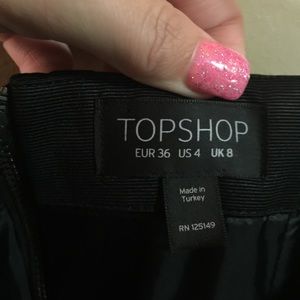 TOPSHOP
EUR 36 US 4 UK 8
Made in
Turkey
RN 125149